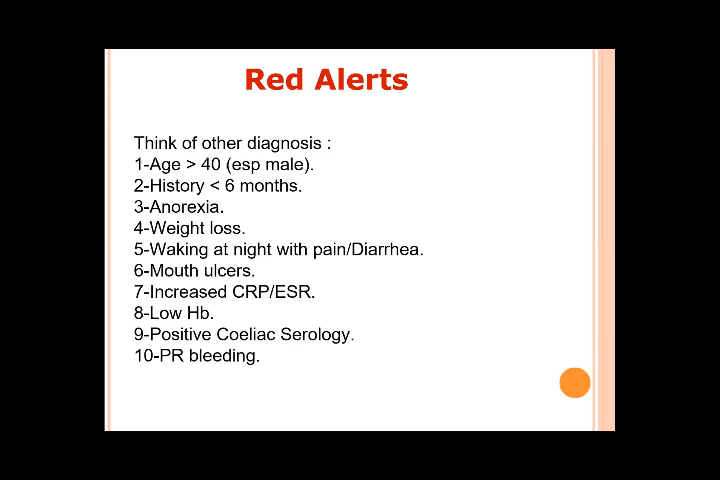 Red Alerts
Think of other diagnosis :
1-Age > 40 (esp male).
2-History < 6 months.
3-Anorexia.
4-Weight loss.
5-Waking at night with pain/Diarrhea.
6-Mouth ulcers.
7-Increased CRP/ESR.
8-Low Hb.
9-Positive Coeliac Serology.
10-PR bleeding.